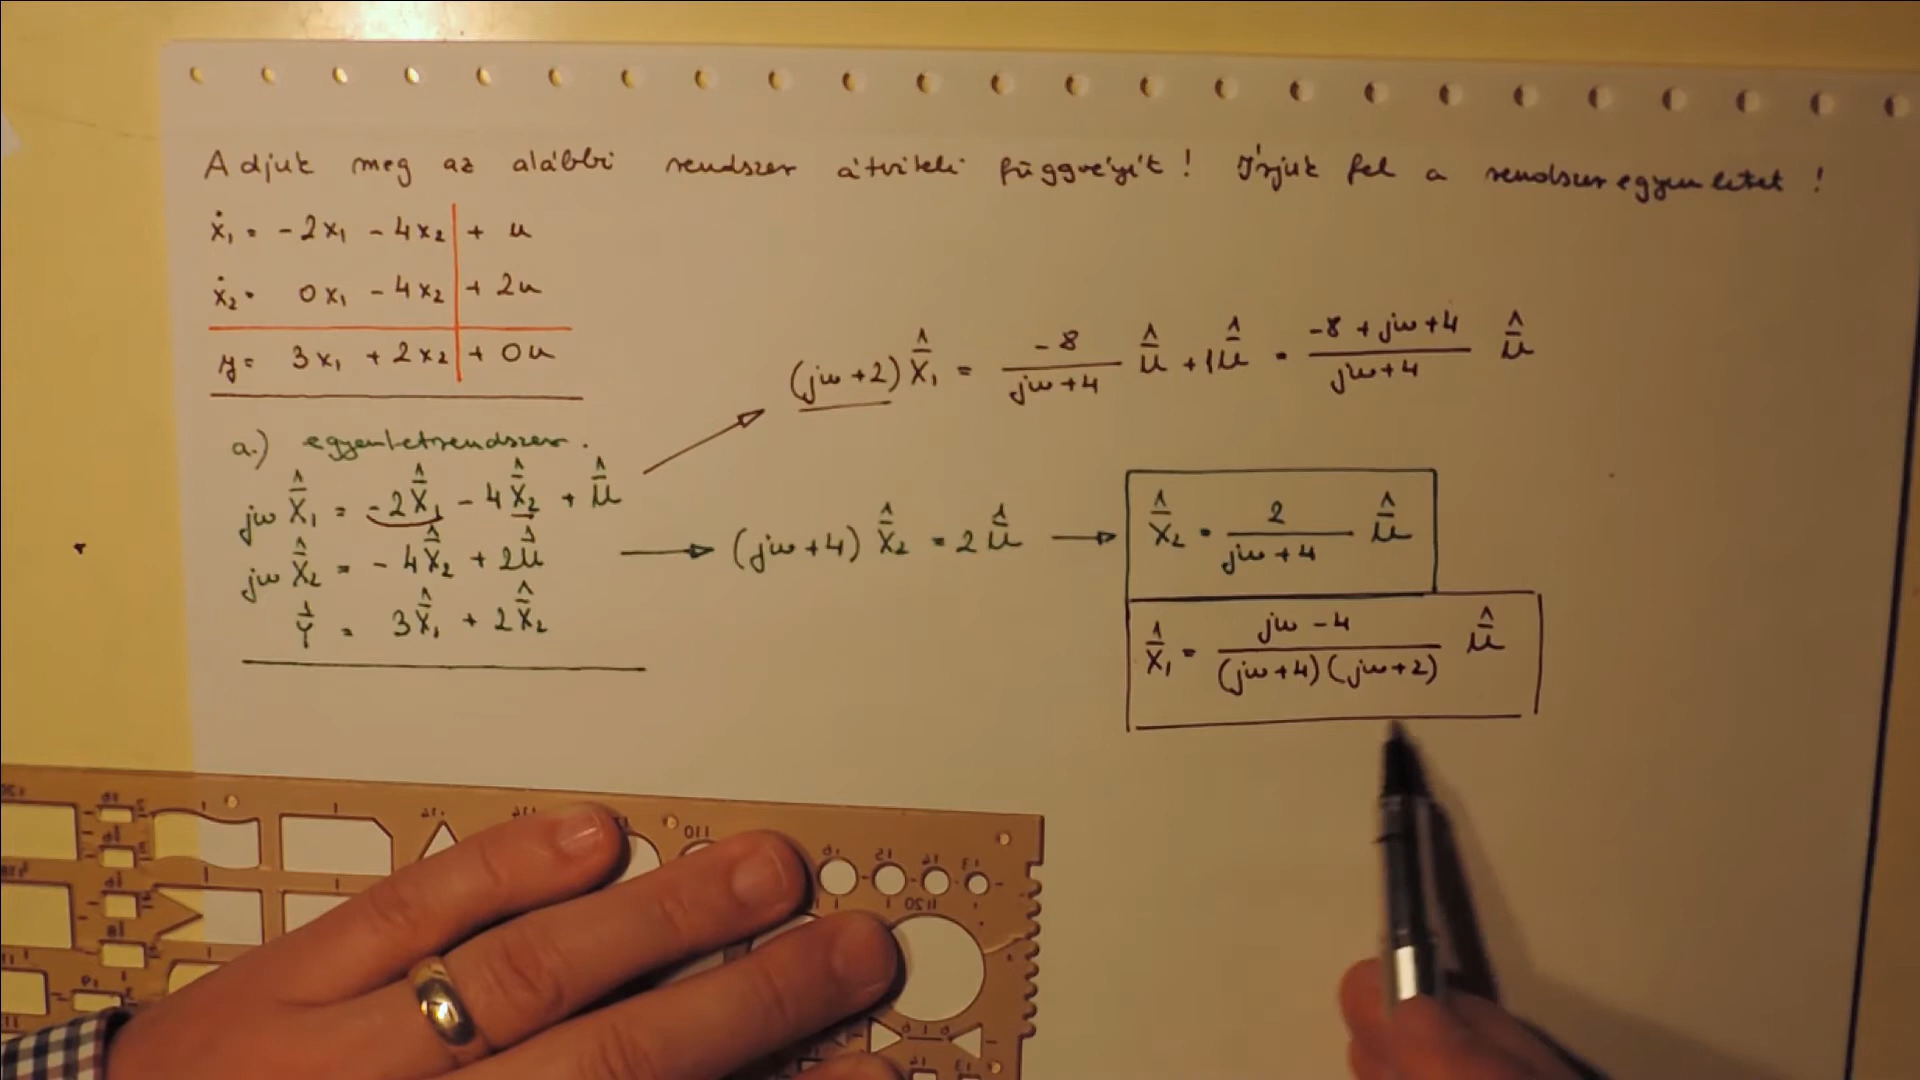 Adjuk meg az alábbi rendszer átviteli függvényét! Írjuk fel a rendszeregyenletet!
ẋ₁ = -2x₁ - 4x₂ + u
ẋ₂ = 0x₁ - 4x₂ + 2u
y = 3x₁ + 2x₂ + 0u
a.) egyenletrendszer.
jω X̂₁ = -2X̂₁ - 4X̂₂ + Û
jω X̂₂ = -4X̂₂ + 2Û
Ŷ = 3X̂₁ + 2X̂₂
(jω+2) X̂₁ = -8/(jω+4) Û + 1Û = (-8+jω+4)/(jω+4) Û
(jω+4) X̂₂ = 2Û
X̂₂ = 2/(jω+4) Û
X̂₁ = (jω-4)/((jω+4)(jω+2)) Û